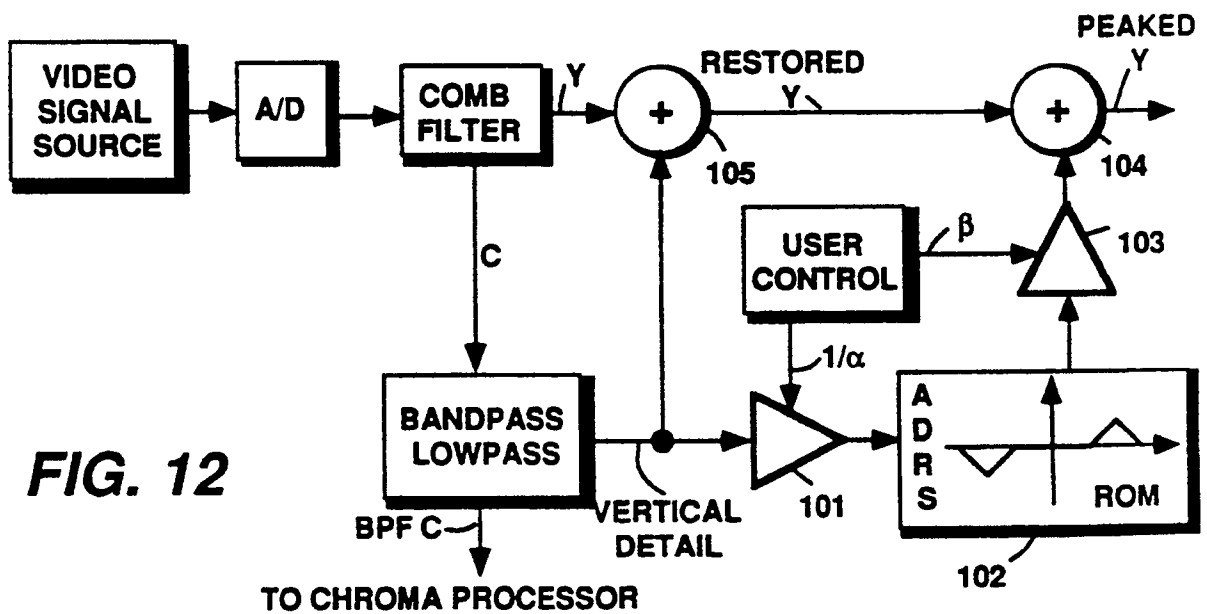 PEAKED
Y
VIDEO
SIGNAL
SOURCE
A/D
COMB
FILTER
Y
+
105
RESTORED
Y
+
104
C
USER
CONTROL
β
103
1/α
BANDPASS
LOWPASS
VERTICAL
DETAIL
101
ADRS
ROM
102
BPF C
TO CHROMA PROCESSOR
FIG. 12